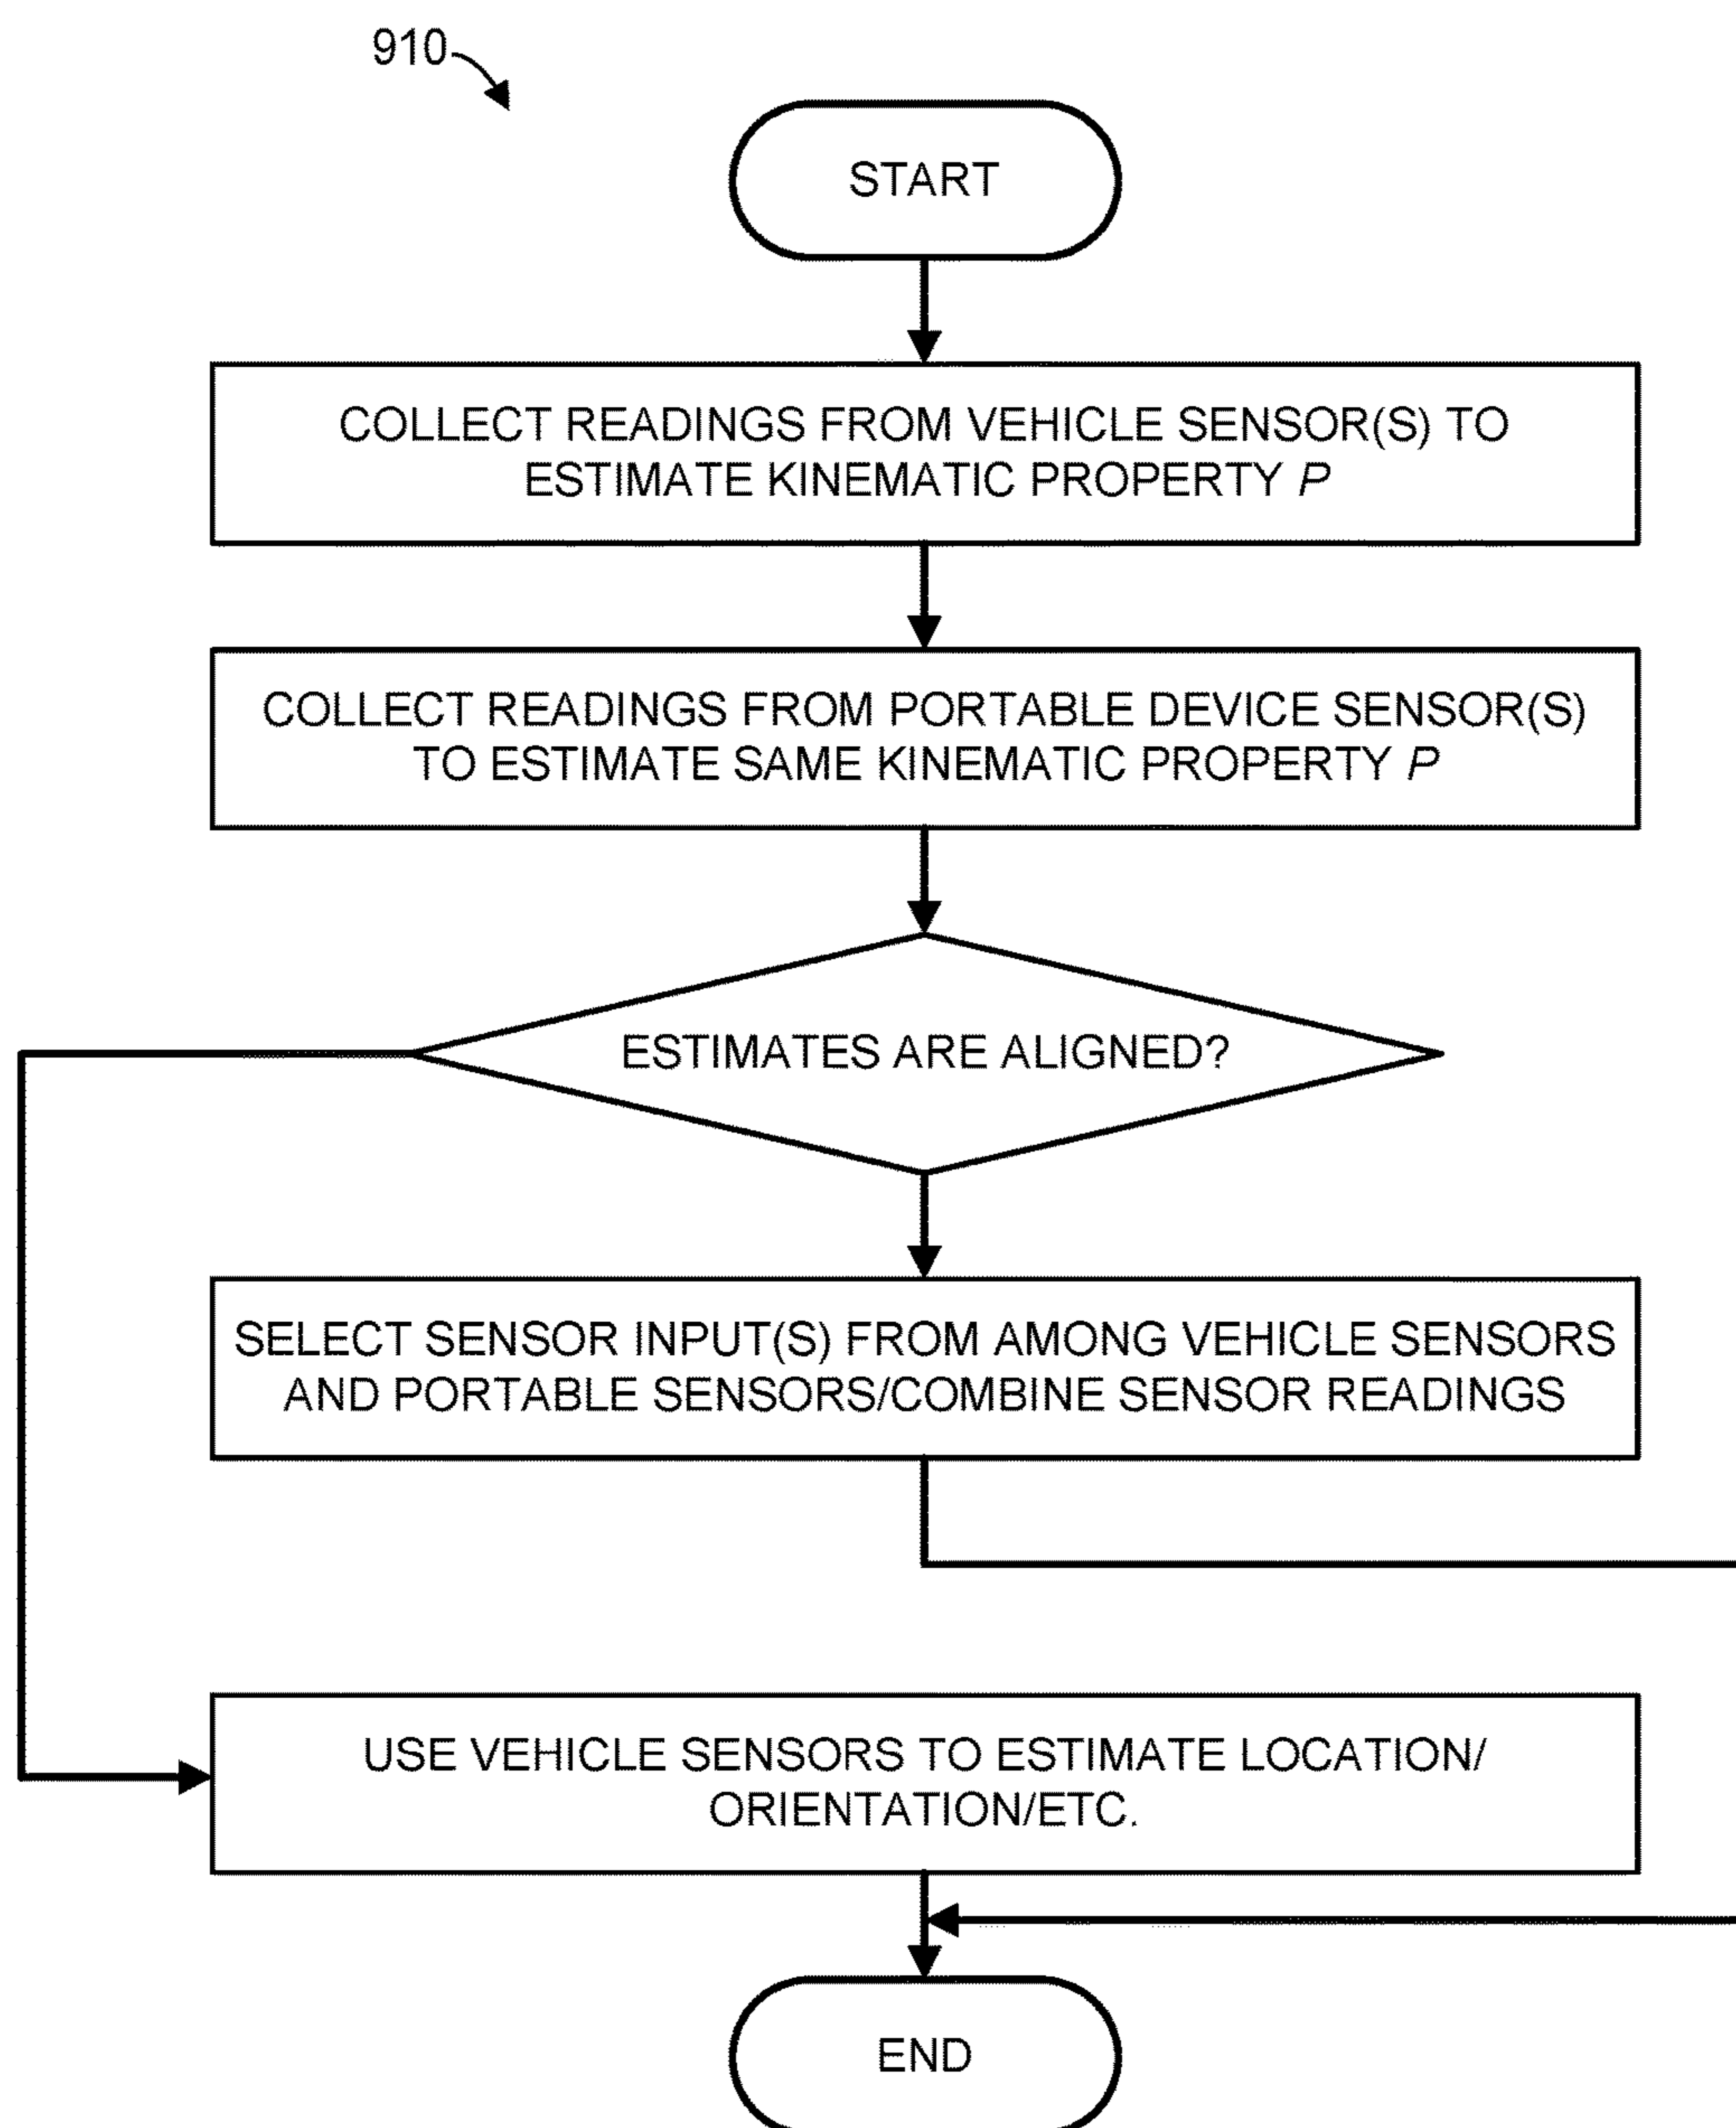 910
START
COLLECT READINGS FROM VEHICLE SENSOR(S) TO
ESTIMATE KINEMATIC PROPERTY P
COLLECT READINGS FROM PORTABLE DEVICE SENSOR(S)
TO ESTIMATE SAME KINEMATIC PROPERTY P
ESTIMATES ARE ALIGNED?
SELECT SENSOR INPUT(S) FROM AMONG VEHICLE SENSORS
AND PORTABLE SENSORS/COMBINE SENSOR READINGS
USE VEHICLE SENSORS TO ESTIMATE LOCATION/
ORIENTATION/ETC.
END